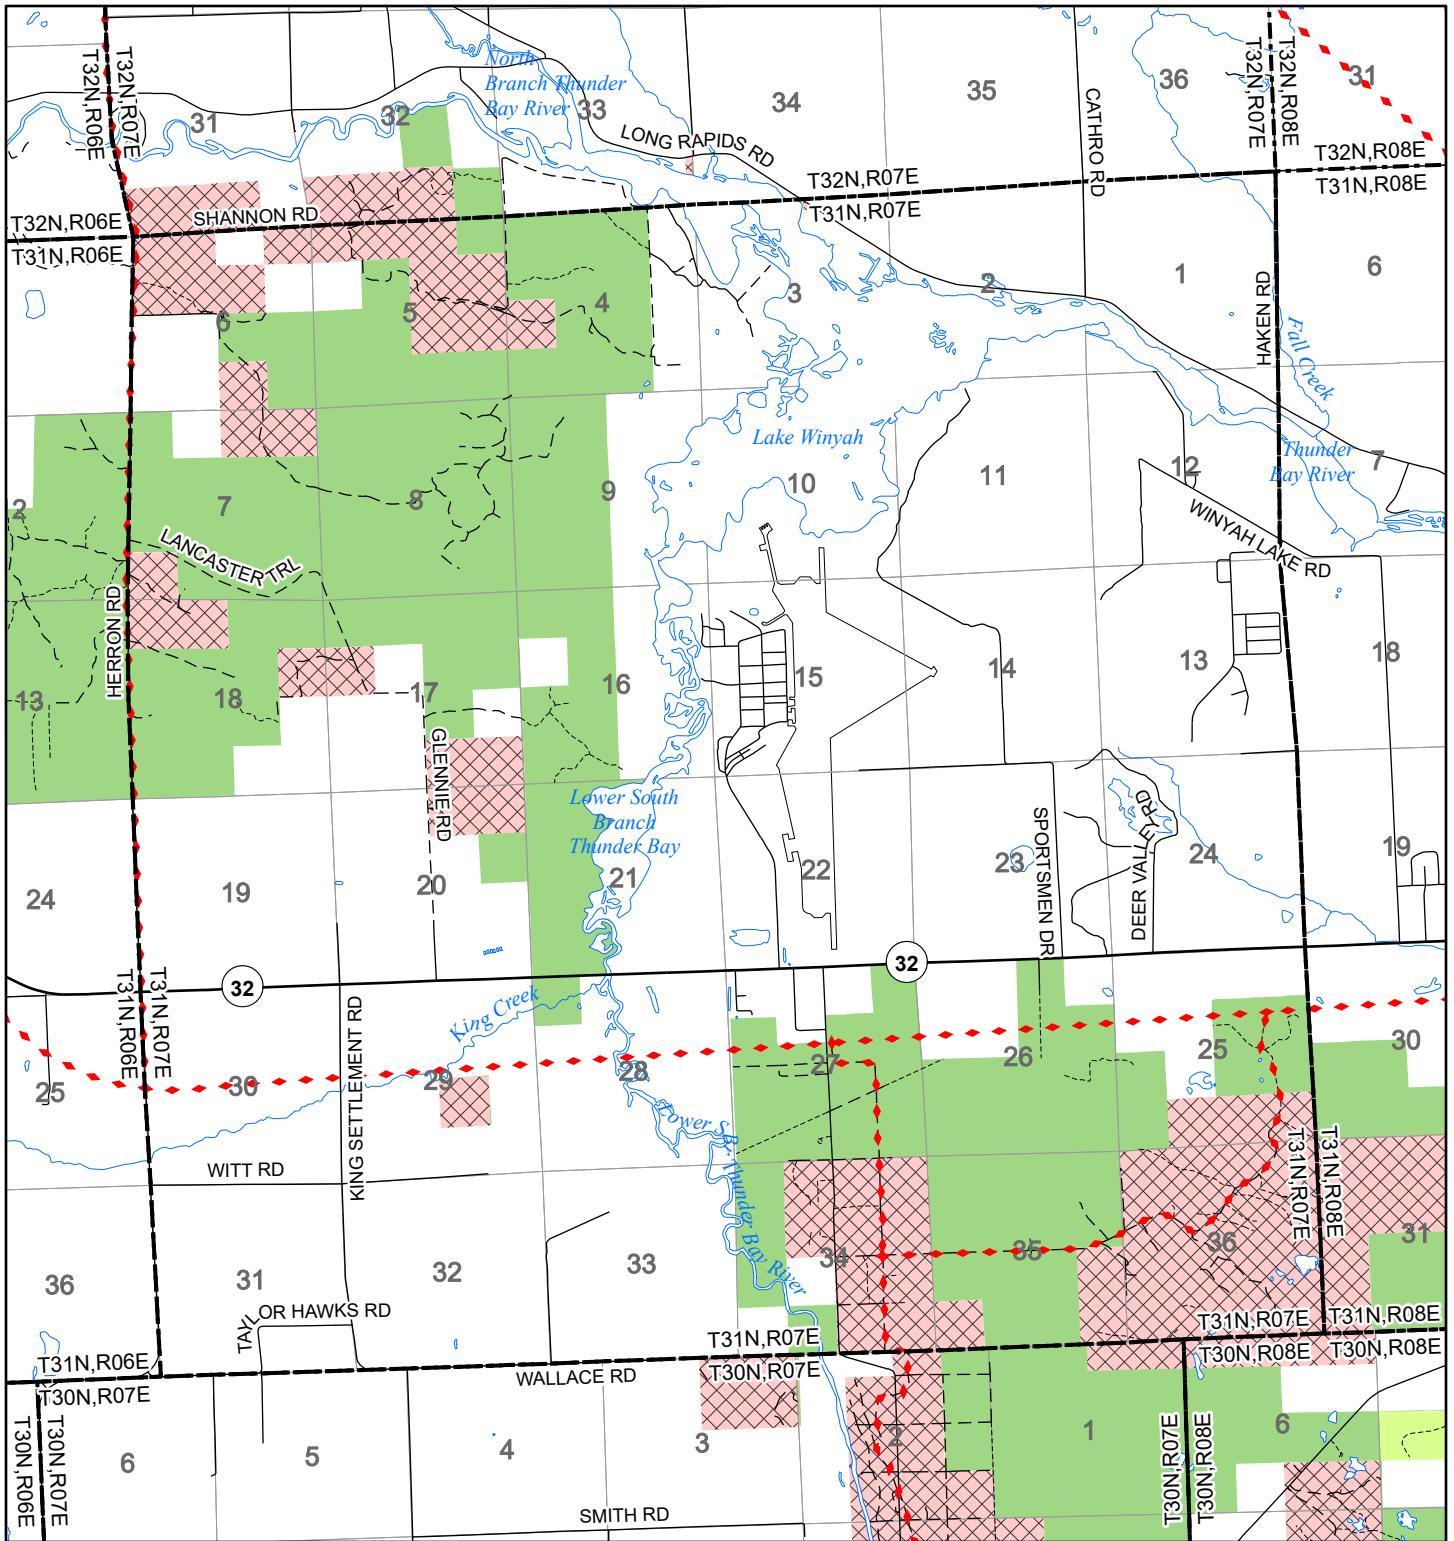 T32N,R06E
T32N,R07E
North
Branch Thunder
Bay River
31
32
33
34
35
36
31
T32N,R07E
T32N,R08E
LONG RAPIDS RD
CATHRO RD
T32N,R08E
T31N,R08E
T32N,R07E
T31N,R07E
T32N,R06E
T31N,R06E
SHANNON RD
6
5
4
3
2
1
6
HAKEN RD
Fall Creek
Lake Winyah
Thunder
Bay River
2
7
8
9
10
11
12
7
WINYAH LAKE RD
LANCASTER TRL
HERRON RD
13
18
17
16
15
14
13
18
GLENNIE RD
Lower South
Branch
Thunder Bay
SPORTSMEN DR
DEER VALLEY RD
24
19
20
21
22
23
24
19
32
32
T31N,R06E
T31N,R07E
KING SETTLEMENT RD
King Creek
25
30
29
28
27
26
25
30
Lower S Br Thunder Bay River
WITT RD
T31N,R07E
T31N,R08E
36
31
32
33
34
35
36
31
TAYLOR HAWKS RD
T31N,R06E
T30N,R07E
T31N,R07E
T30N,R07E
T31N,R07E
T30N,R08E
T31N,R08E
T30N,R08E
WALLACE RD
T30N,R06E
T30N,R07E
6
5
4
3
2
1
6
T30N,R07E
T30N,R08E
SMITH RD